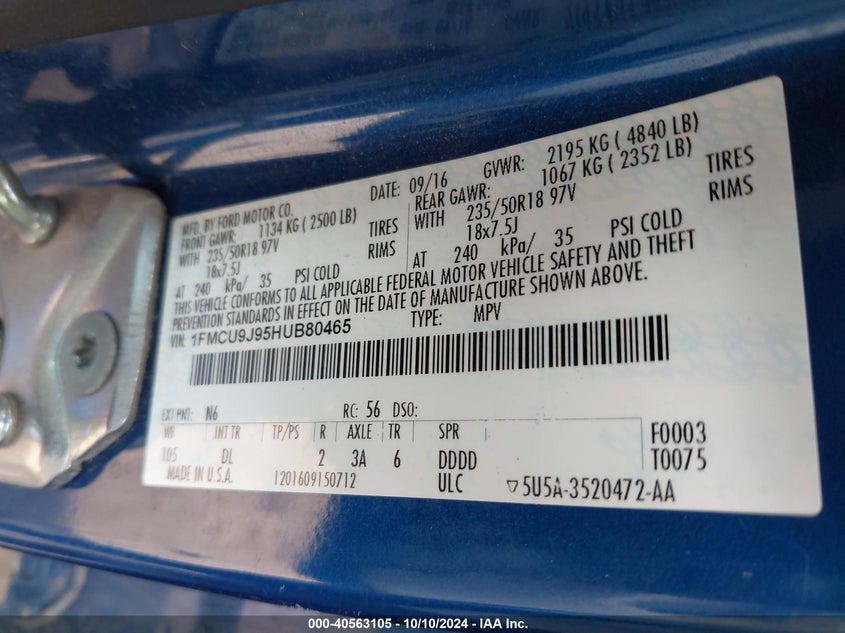 MFD. BY FORD MOTOR CO.
DATE: 09/16 GVWR: 2195 KG ( 4840 LB)
FRONT GAWR: 1134 KG ( 2500 LB) REAR GAWR: 1067 KG ( 2352 LB)
WITH 235/50R18 97V TIRES WITH 235/50R18 97V TIRES
18x7.5J RIMS 18x7.5J RIMS
AT 240 kPa/ 35 PSI COLD AT 240 kPa/ 35 PSI COLD
THIS VEHICLE CONFORMS TO ALL APPLICABLE FEDERAL MOTOR VEHICLE SAFETY AND THEFT
PREVENTION STANDARDS IN EFFECT ON THE DATE OF MANUFACTURE SHOWN ABOVE.
VIN: 1FMCU9J95HUB80465 TYPE: MPV
EXT PNT: N6 RC: 56 DSO:
WB INT TR TP/PS R AXLE TR SPR F0003
105 DL 2 3A 6 DDDD T0075
MADE IN U.S.A. 1201609150712 ULC 5U5A-3520472-AA
000-40563105 - 10/10/2024 - IAA Inc.